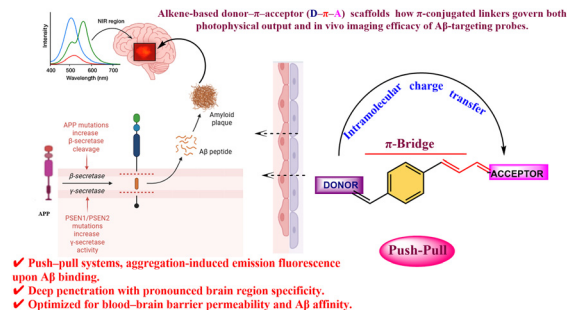 Alkene-based donor–π–acceptor (D–π–A) scaffolds how π-conjugated linkers govern both
photophysical output and in vivo imaging efficacy of Aβ-targeting probes.
Intensity
NIR region
400 500 600 700
Wavelength (nm)
Amyloid
plaque
APP mutations
increase
β-secretase
cleavage
Aβ peptide
β-secretase
γ-secretase
APP
PSEN1/PSEN2
mutations
increase
γ-secretase
activity
Intramolecular charge transfer
π-Bridge
DONOR
ACCEPTOR
Push-Pull
✔ Push–pull systems, aggregation-induced emission fluorescence
upon Aβ binding.
✔ Deep penetration with pronounced brain region specificity.
✔ Optimized for blood–brain barrier permeability and Aβ affinity.